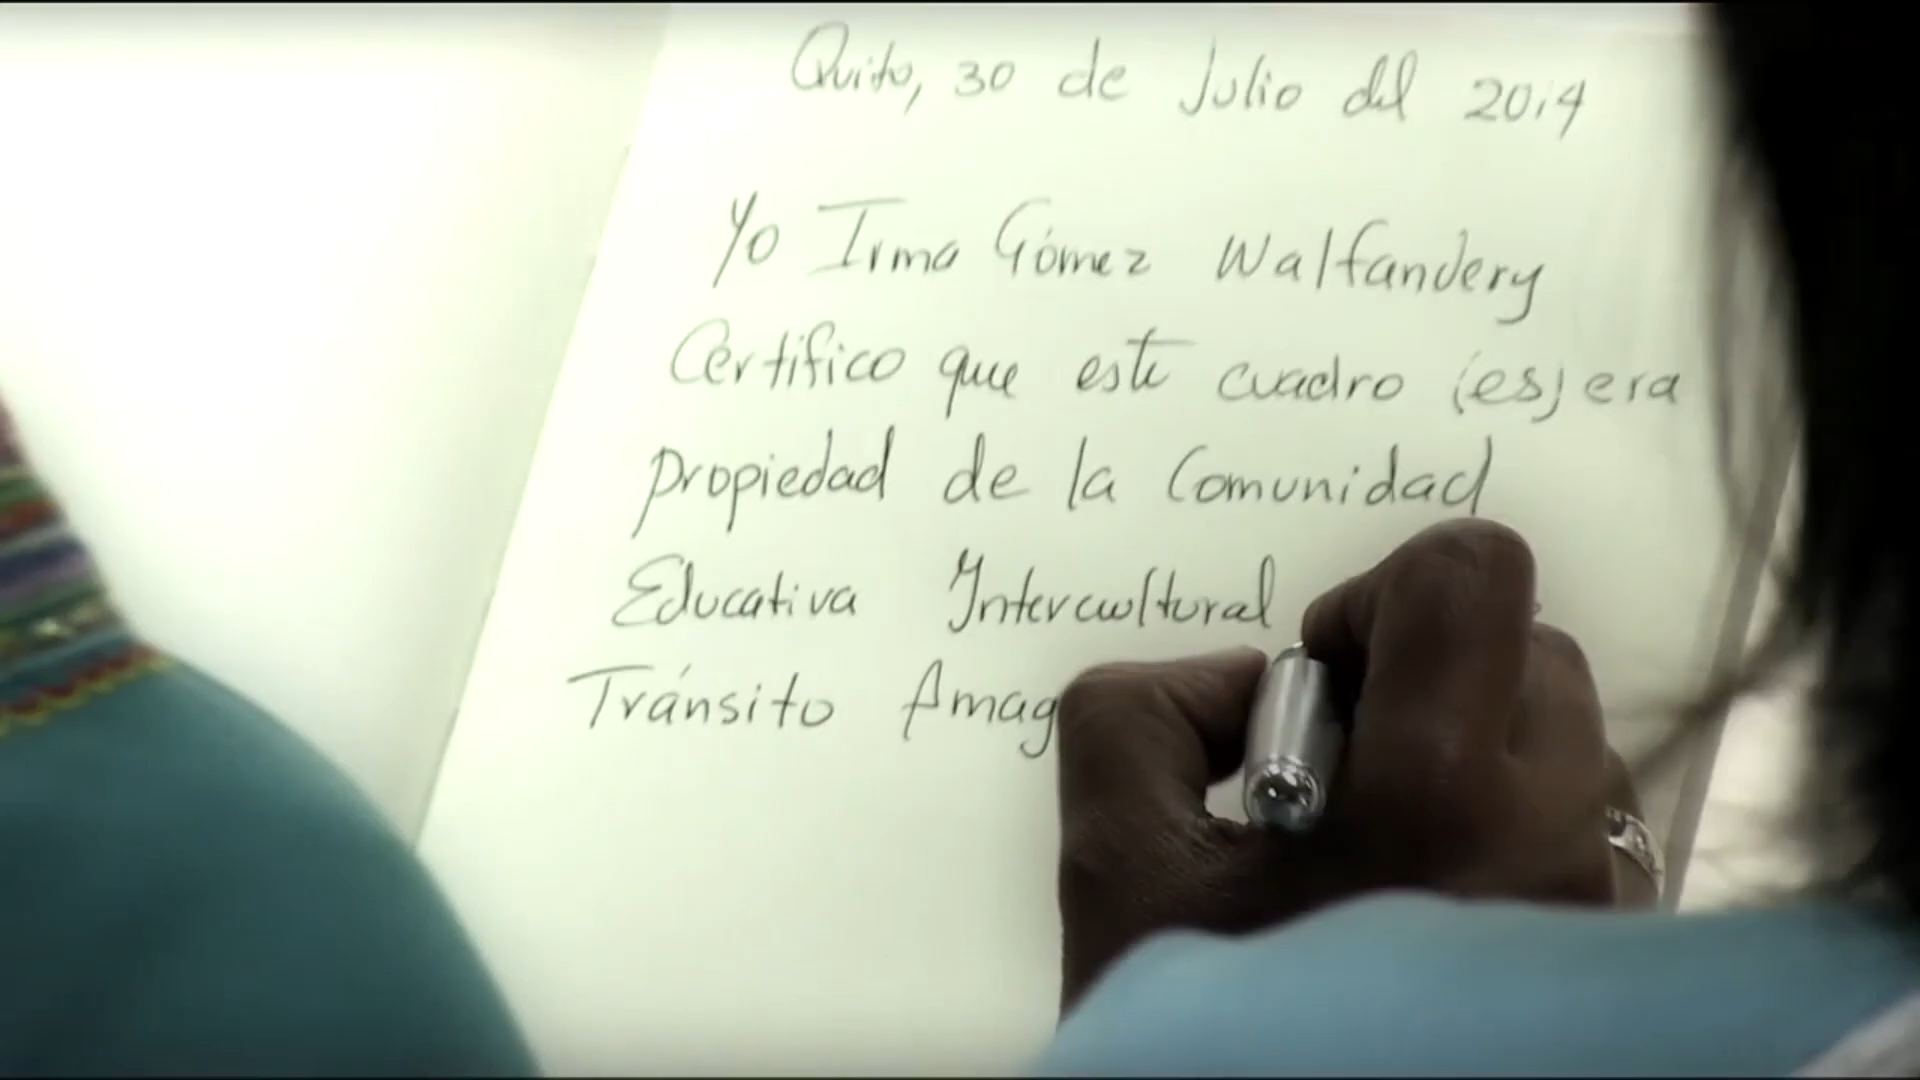 Quito, 30 de Julio del 2014
Yo Irma Gómez Walfandery
Certifico que este cuadro (es) era
propiedad de la Comunidad
Educativa Intercultural
Tránsito Amag